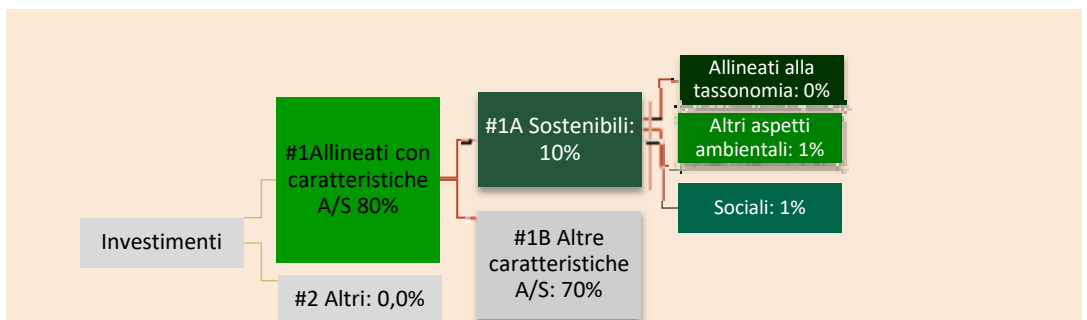 Investimenti
#1Allineati con
caratteristiche
A/S 80%
#2 Altri: 0,0%
#1A Sostenibili:
10%
#1B Altre
caratteristiche
A/S: 70%
Allineati alla
tassonomia: 0%
Altri aspetti
ambientali: 1%
Sociali: 1%